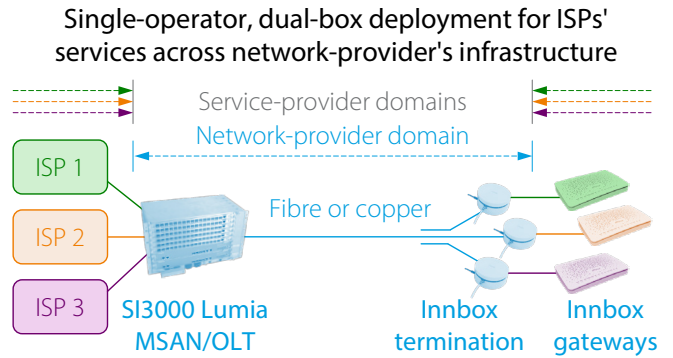 Single-operator, dual-box deployment for ISPs'
services across network-provider's infrastructure
Service-provider domains
Network-provider domain
ISP 1
ISP 2
ISP 3
Fibre or copper
SI3000 Lumia
MSAN/OLT
Innbox
termination
Innbox
gateways